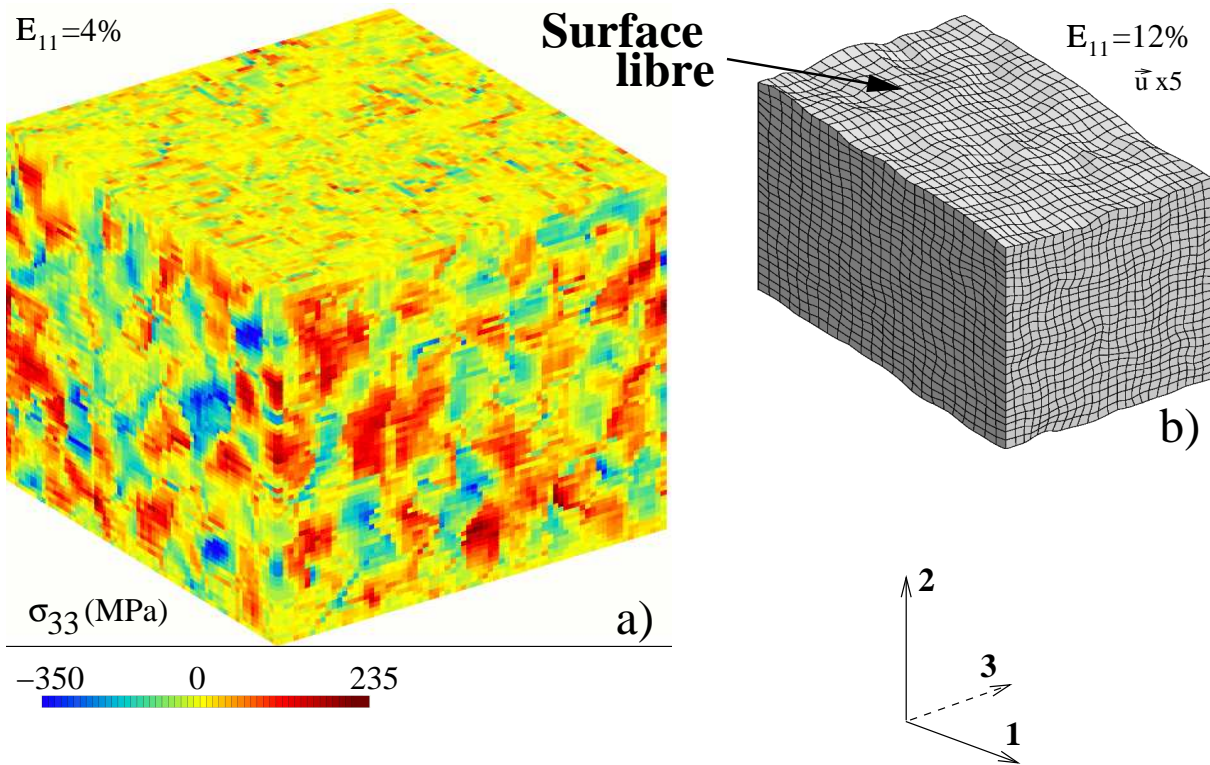 E11=4%
Surface
libre
E11=12%
u⃗ x5
b)
σ33 (MPa)
a)
−350 0 235
2
3
1